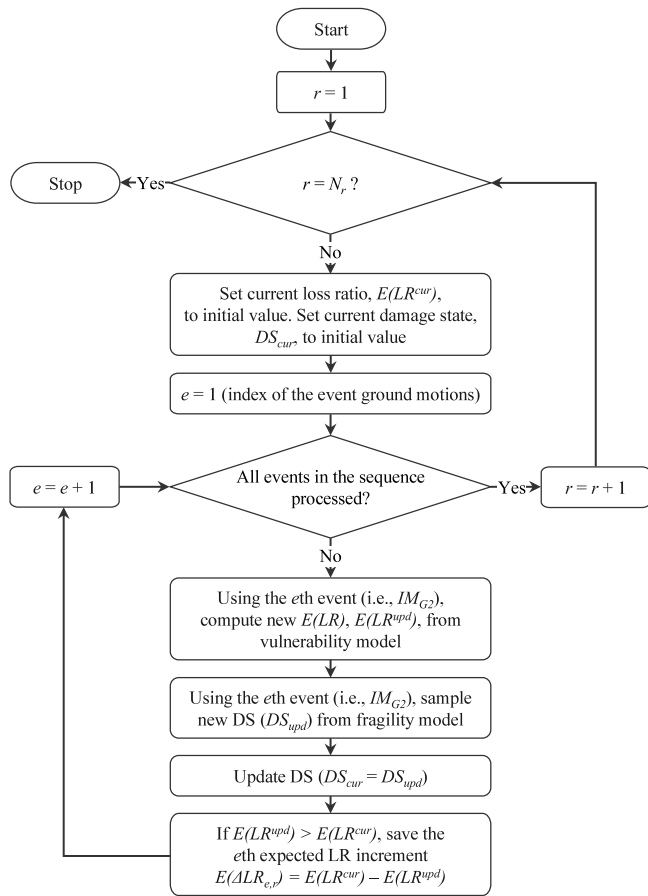 Start
r = 1
r = N_r ?
Yes
Stop
No
Set current loss ratio, E(LR^cur),
to initial value. Set current damage state,
DS_cur, to initial value
e = 1 (index of the event ground motions)
All events in the sequence
processed?
Yes
r = r + 1
e = e + 1
No
Using the eth event (i.e., IM_G2),
compute new E(LR), E(LR^upd), from
vulnerability model
Using the eth event (i.e., IM_G2), sample
new DS (DS_upd) from fragility model
Update DS (DS_cur = DS_upd)
If E(LR^upd) > E(LR^cur), save the
eth expected LR increment
E(ΔLR_e,r) = E(LR^cur) – E(LR^upd)